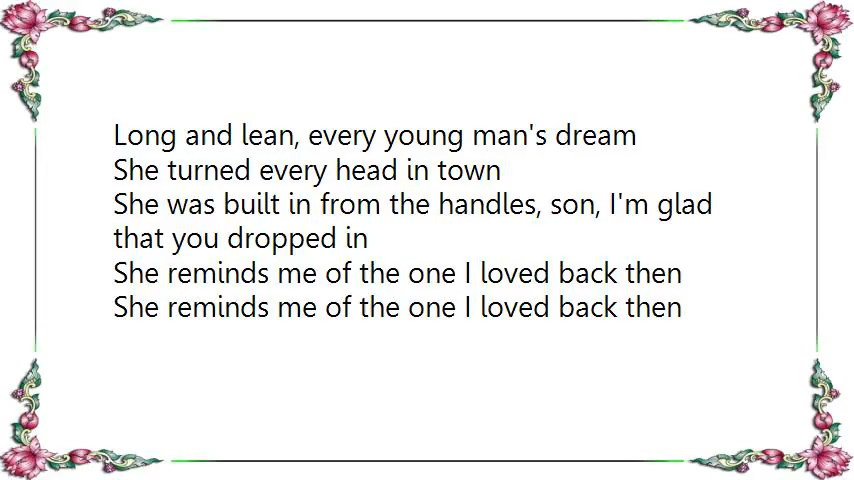 Long and lean, every young man's dream
She turned every head in town
She was built in from the handles, son, I'm glad
that you dropped in
She reminds me of the one I loved back then
She reminds me of the one I loved back then